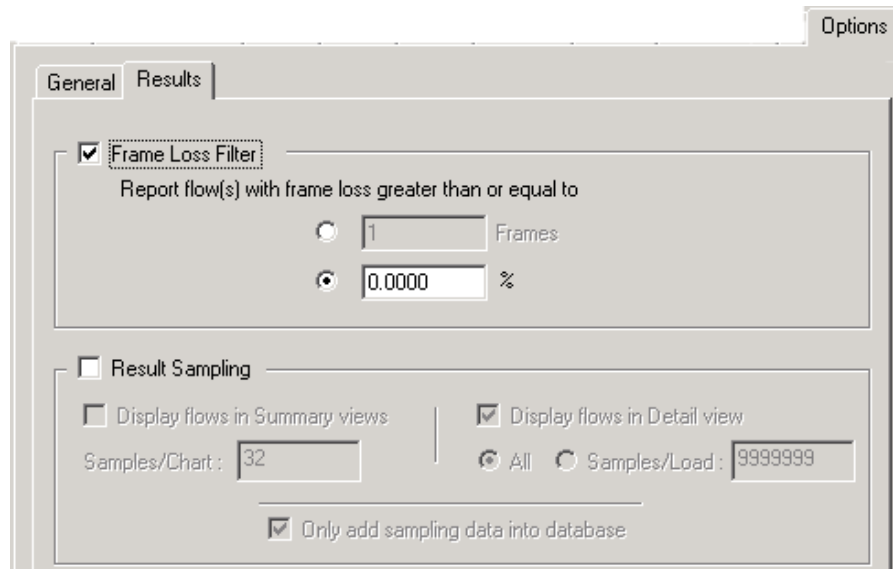 Options
General Results
Frame Loss Filter
Report flow(s) with frame loss greater than or equal to
1 Frames
0.0000 %
Result Sampling
Display flows in Summary views Display flows in Detail view
Samples/Chart : 32 All Samples/Load : 9999999
Only add sampling data into database